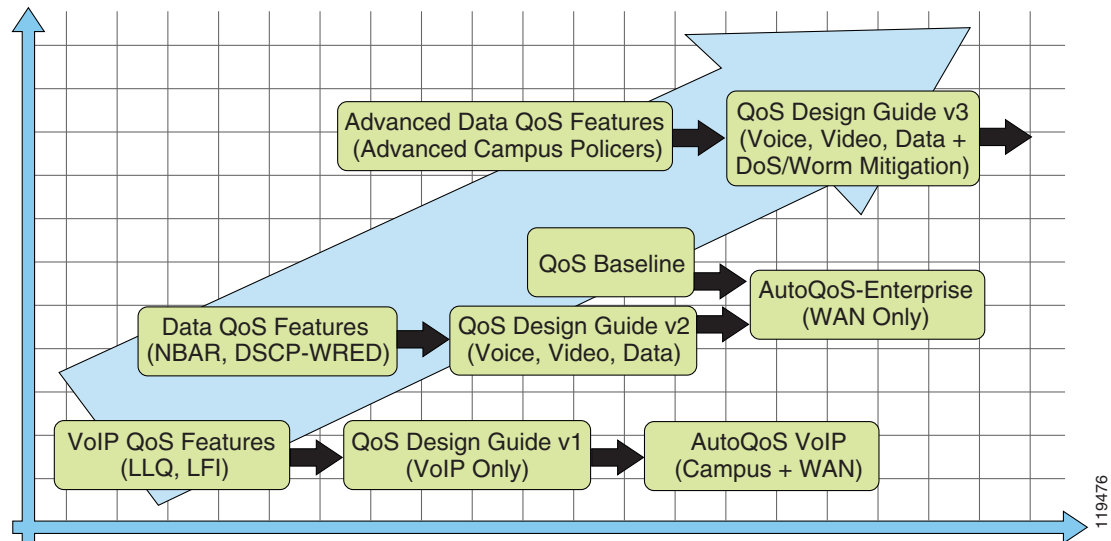 Advanced Data QoS Features
(Advanced Campus Policers)
QoS Design Guide v3
(Voice, Video, Data +
DoS/Worm Mitigation)
QoS Baseline
AutoQoS-Enterprise
(WAN Only)
Data QoS Features
(NBAR, DSCP-WRED)
QoS Design Guide v2
(Voice, Video, Data)
VoIP QoS Features
(LLQ, LFI)
QoS Design Guide v1
(VoIP Only)
AutoQoS VoIP
(Campus + WAN)
119476